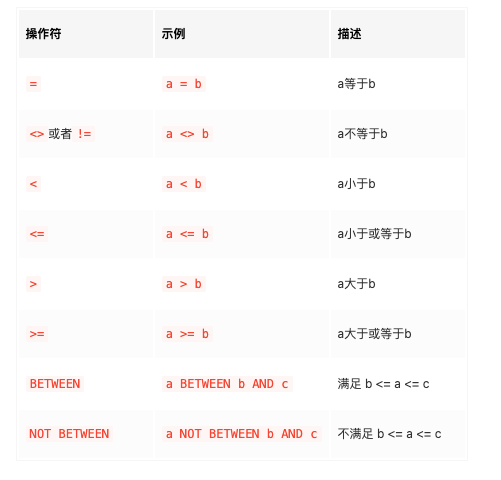 操作符 示例 描述
= a = b a等于b
<> 或者 != a <> b a不等于b
< a < b a小于b
<= a <= b a小于或等于b
> a > b a大于b
>= a >= b a大于或等于b
BETWEEN a BETWEEN b AND c 满足 b <= a <= c
NOT BETWEEN a NOT BETWEEN b AND c 不满足 b <= a <= c